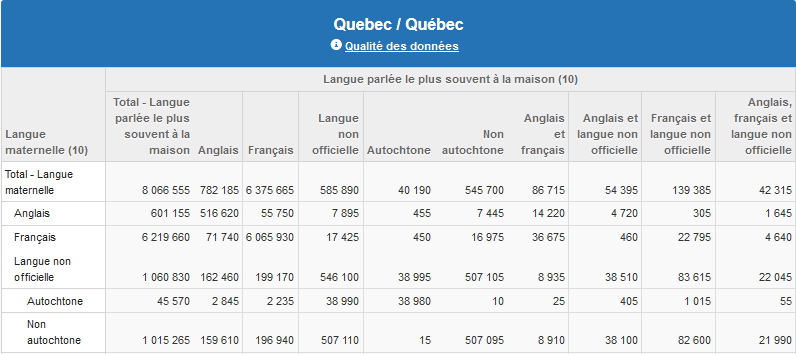 Quebec / Québec
Qualité des données
Langue parlée le plus souvent à la maison (10)
Langue maternelle (10) Total - Langue parlée le plus souvent à la maison Anglais Français Langue non officielle Autochtone Non autochtone Anglais et français Anglais et langue non officielle Français et langue non officielle Anglais, français et langue non officielle
Total - Langue maternelle 8 066 555 782 185 6 375 665 585 890 40 190 545 700 86 715 54 395 139 385 42 315
Anglais 601 155 516 620 55 750 7 895 455 7 445 14 220 4 720 305 1 645
Français 6 219 660 71 740 6 065 930 17 425 450 16 975 36 675 460 22 795 4 640
Langue non officielle 1 060 830 162 460 199 170 546 100 38 995 507 105 8 935 38 510 83 615 22 045
Autochtone 45 570 2 845 2 235 38 990 38 980 10 25 405 1 015 55
Non autochtone 1 015 265 159 610 196 940 507 110 15 507 095 8 910 38 100 82 600 21 990